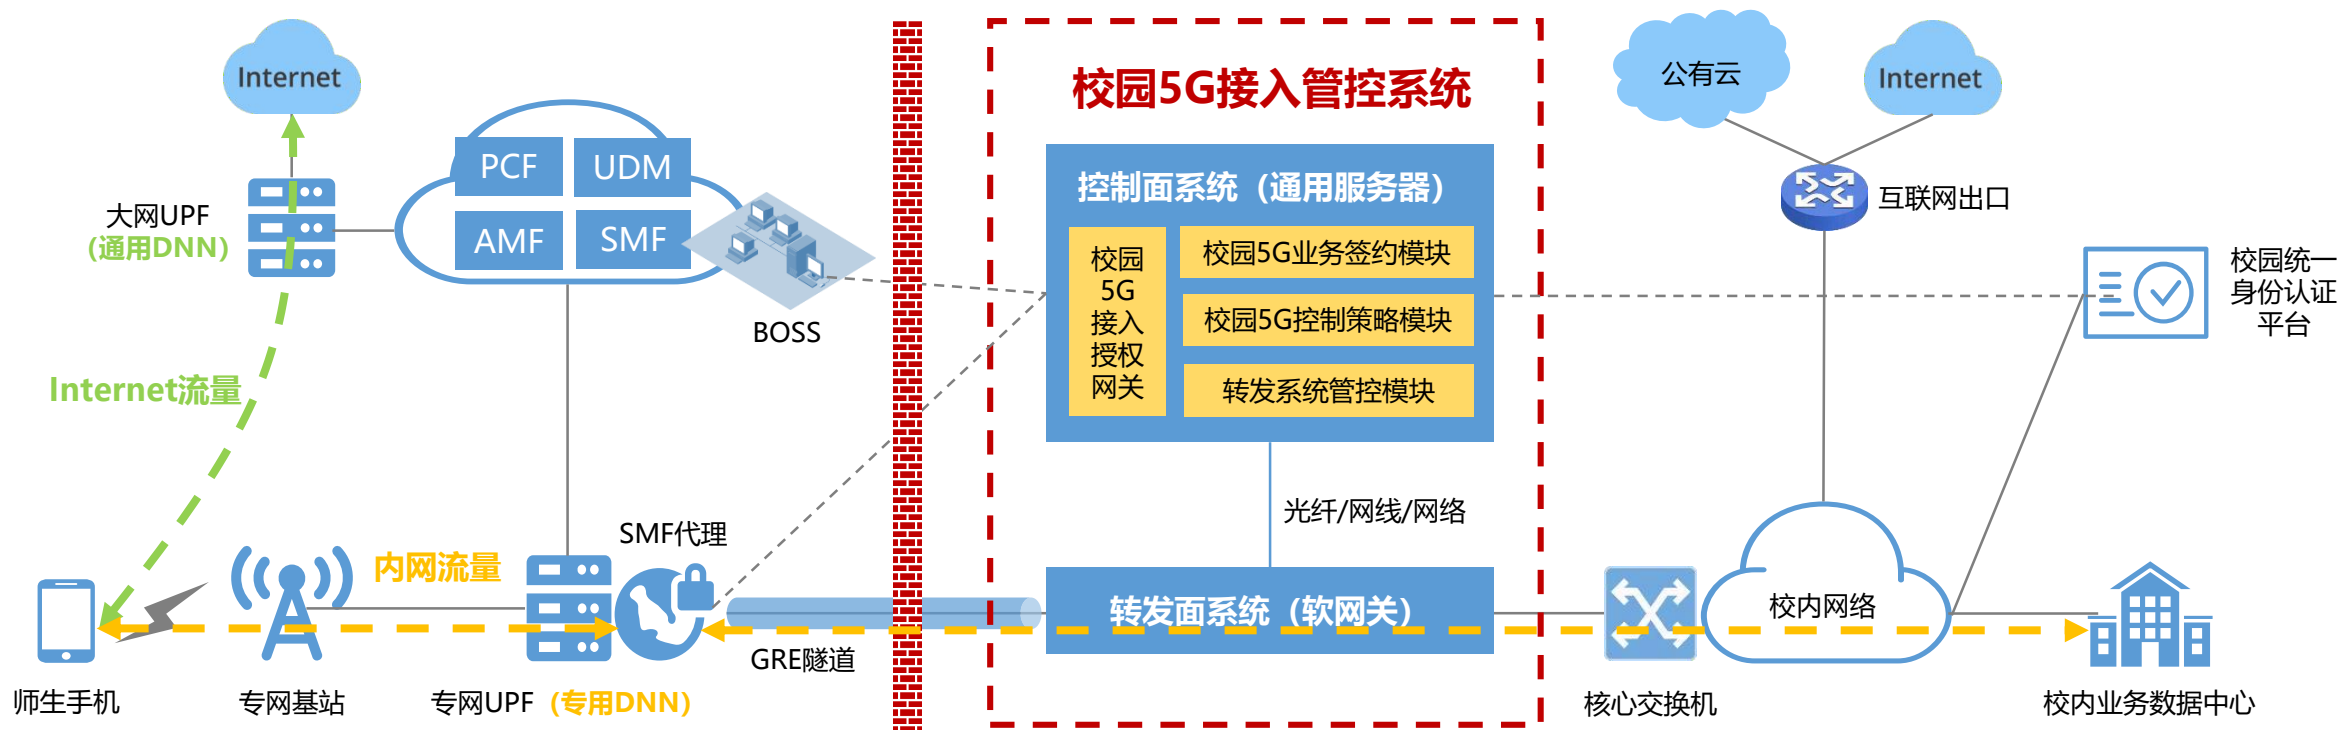 Internet
大网UPF
（通用DNN）
PCF
UDM
AMF
SMF
BOSS
Internet流量
内网流量
SMF代理
GRE隧道
师生手机
专网基站
专网UPF（专用DNN）
校园5G接入管控系统
控制面系统（通用服务器）
校园
5G
接入
授权
网关
校园5G业务签约模块
校园5G控制策略模块
转发系统管控模块
光纤/网线/网络
转发面系统（软网关）
公有云
Internet
互联网出口
校园统一
身份认证
平台
校内网络
核心交换机
校内业务数据中心